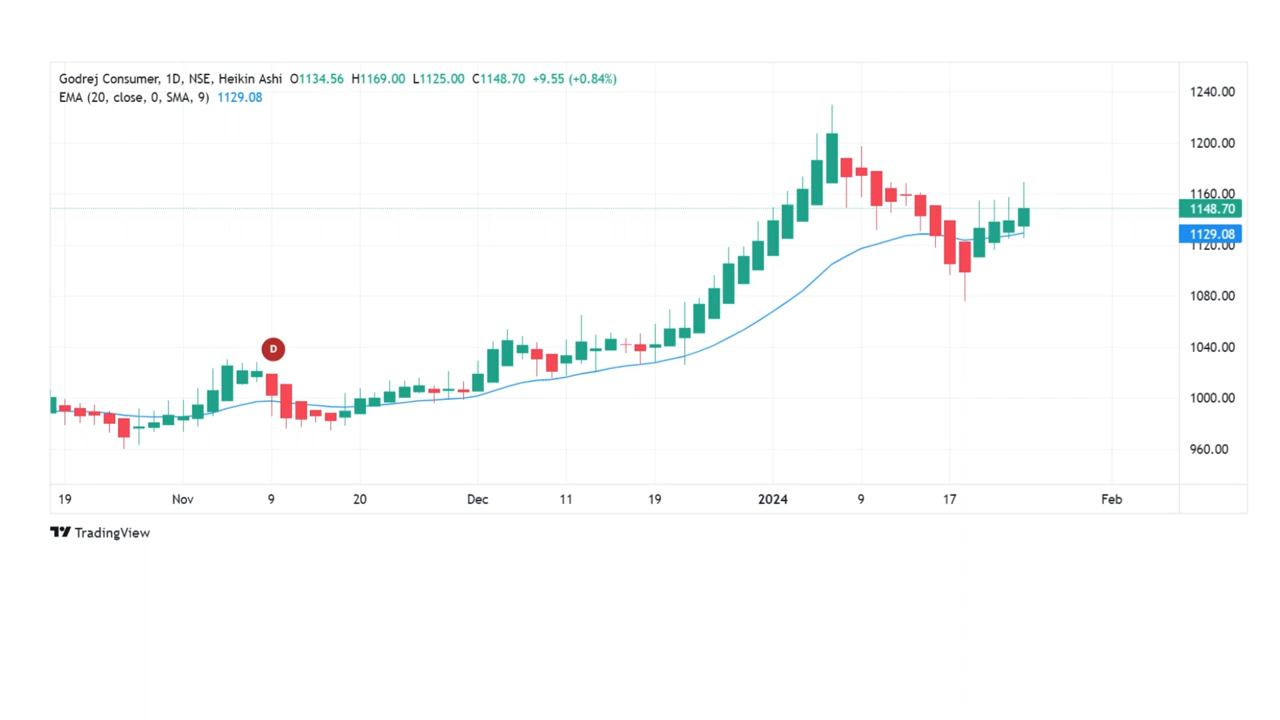 Godrej Consumer, 1D, NSE, Heikin Ashi O1134.56 H1169.00 L1125.00 C1148.70 +9.55 (+0.84%)
EMA (20, close, 0, SMA, 9) 1129.08
1240.00
1200.00
1160.00
1148.70
1129.08
1120.00
1080.00
1040.00
1000.00
960.00
D
19 Nov 9 20 Dec 11 19 2024 9 17 Feb
TradingView